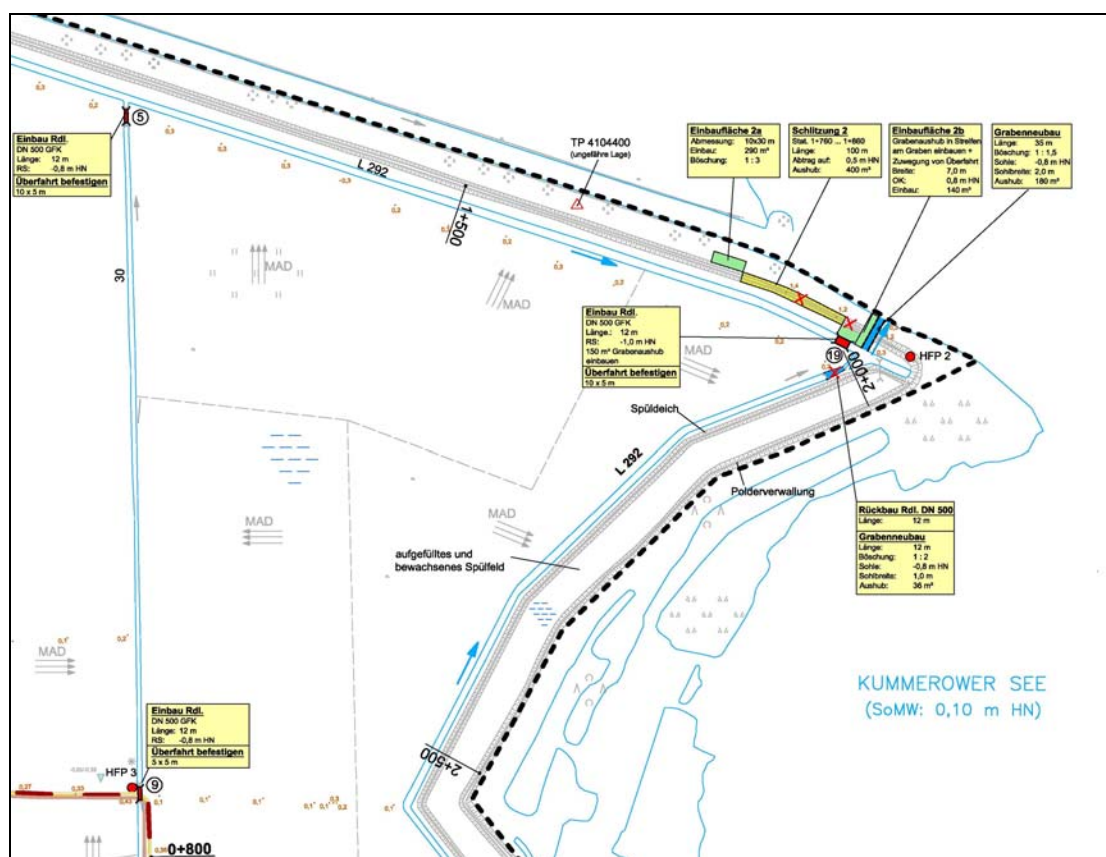 Einbau Rdl.
DN 500 GFK
Länge: 12 m
RS: -0,8 m HN
Überfahrt befestigen
10 x 5 m
5
L 292
1+500
TP 4104400
(ungefähre Lage)
Einbaufläche 2a
Abmessung: 10x30 m
Einbau: 290 m³
Böschung: 1 : 3
Schlitzung 2
Stat. 1+760 ... 1+860
Länge: 100 m
Abtrag auf: 0,5 m HN
Aushub: 400 m³
Einbaufläche 2b
Grabenaushub in Streifen
am Graben einbauen +
Zuwegung von Überfahrt
Breite: 7,0 m
OK: 0,8 m HN
Einbau: 140 m³
Grabenneubau
Länge: 35 m
Böschung: 1 : 1,5
Sohle: -0,8 m HN
Sohlbreite: 2,0 m
Aushub: 180 m³
30
MAD
MAD
Einbau Rdl.
DN 500 GFK
Länge.: 12 m
RS: -1,0 m HN
150 m³ Grabenaushub
einbauen
Überfahrt befestigen
10 x 5 m
MAD
19
2+000
HFP 2
Spüldeich
L 292
Polderverwallung
MAD
MAD
aufgefülltes und
bewachsenes Spülfeld
Rückbau Rdl. DN 500
Länge: 12 m
Grabenneubau
Länge: 12 m
Böschung: 1 : 2
Sohle: -0,8 m HN
Sohlbreite: 1,0 m
Aushub: 36 m³
MAD
KUMMEROWER SEE
(SoMW: 0,10 m HN)
Einbau Rdl.
DN 500 GFK
Länge: 12 m
RS: -0,8 m HN
Überfahrt befestigen
5 x 5 m
HFP 3
9
2+500
0+800